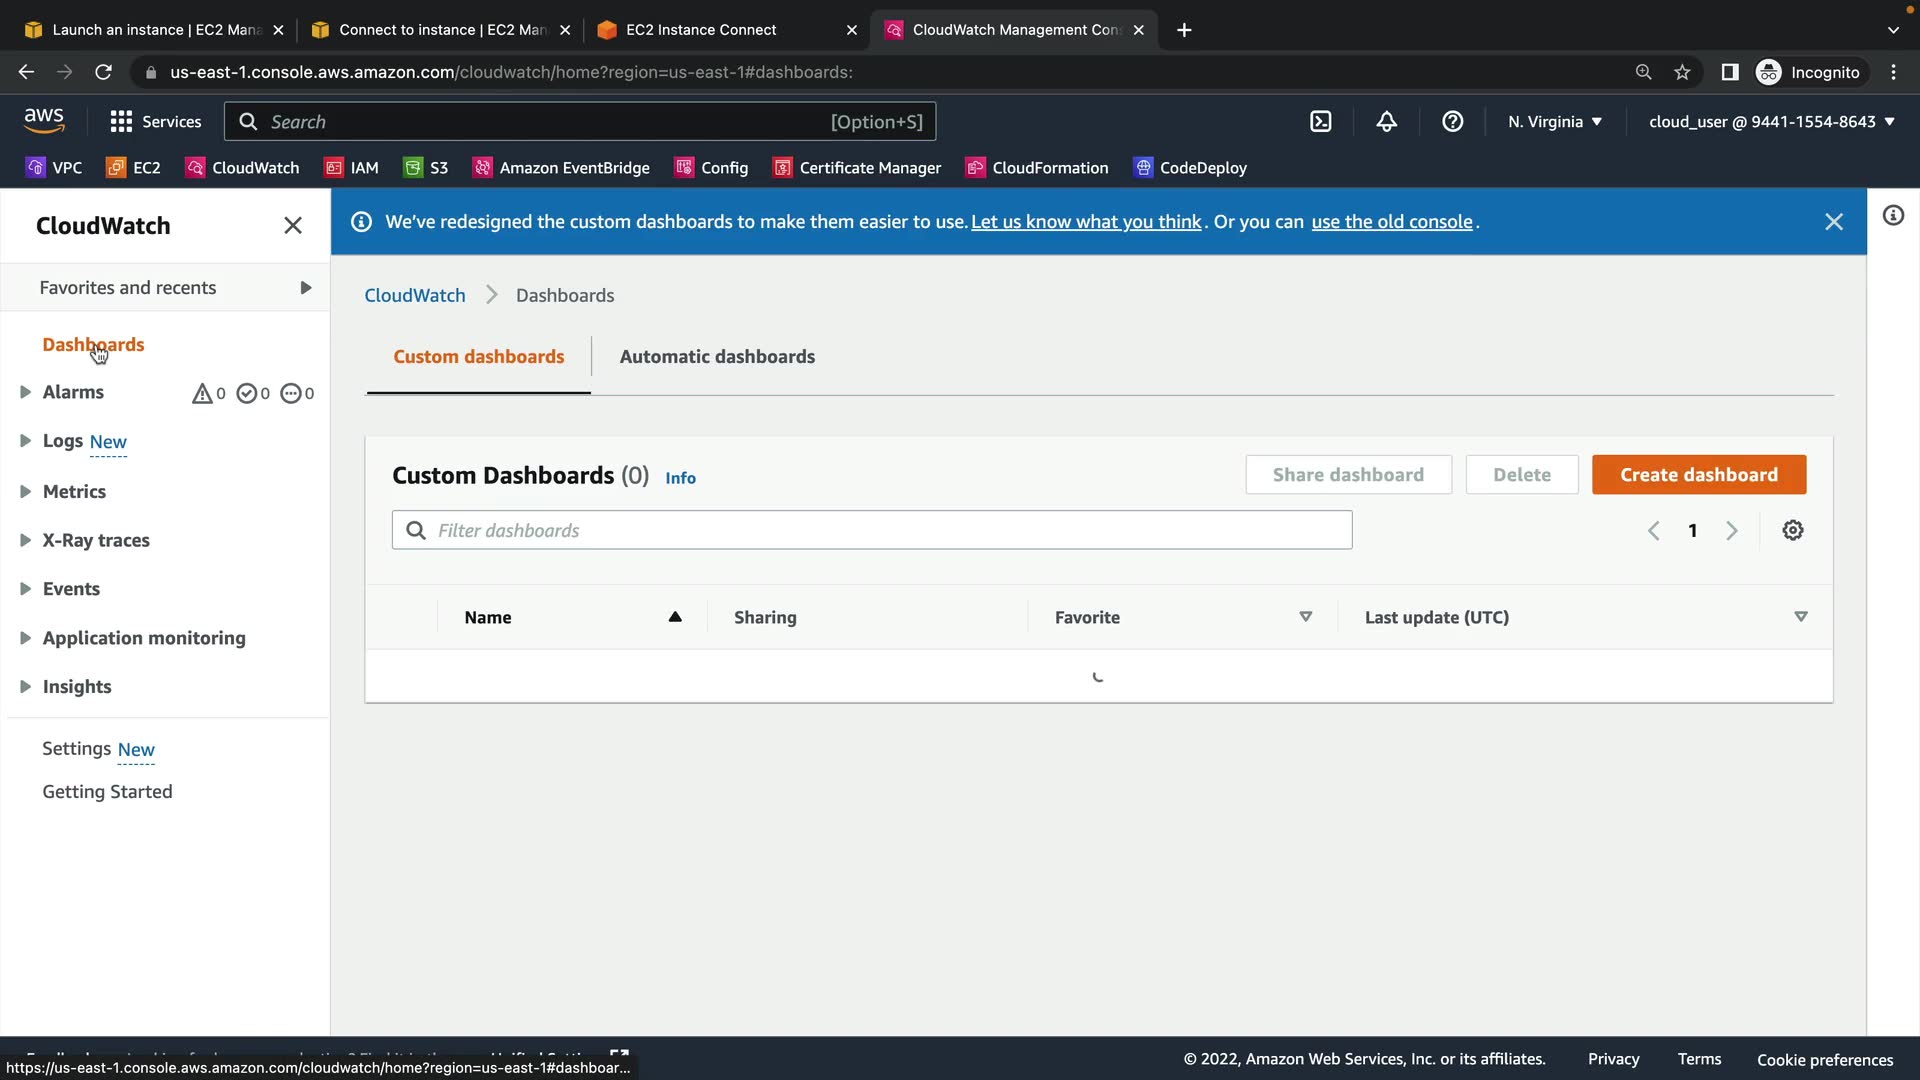 Launch an instance | EC2 Mana
Connect to instance | EC2 Man
EC2 Instance Connect
CloudWatch Management Con
us-east-1.console.aws.amazon.com/cloudwatch/home?region=us-east-1#dashboards:
Incognito
aws
Services
Search
[Option+S]
N. Virginia
cloud_user @ 9441-1554-8643
VPC
EC2
CloudWatch
IAM
S3
Amazon EventBridge
Config
Certificate Manager
CloudFormation
CodeDeploy
CloudWatch
We've redesigned the custom dashboards to make them easier to use. Let us know what you think. Or you can use the old console.
Favorites and recents
CloudWatch
Dashboards
Dashboards
Custom dashboards
Automatic dashboards
Alarms
0
0
0
Logs New
Metrics
X-Ray traces
Events
Application monitoring
Insights
Settings New
Getting Started
Custom Dashboards (0) Info
Share dashboard
Delete
Create dashboard
Filter dashboards
1
Name
Sharing
Favorite
Last update (UTC)
© 2022, Amazon Web Services, Inc. or its affiliates.
Privacy
Terms
Cookie preferences
https://us-east-1.console.aws.amazon.com/cloudwatch/home?region=us-east-1#dashboar...